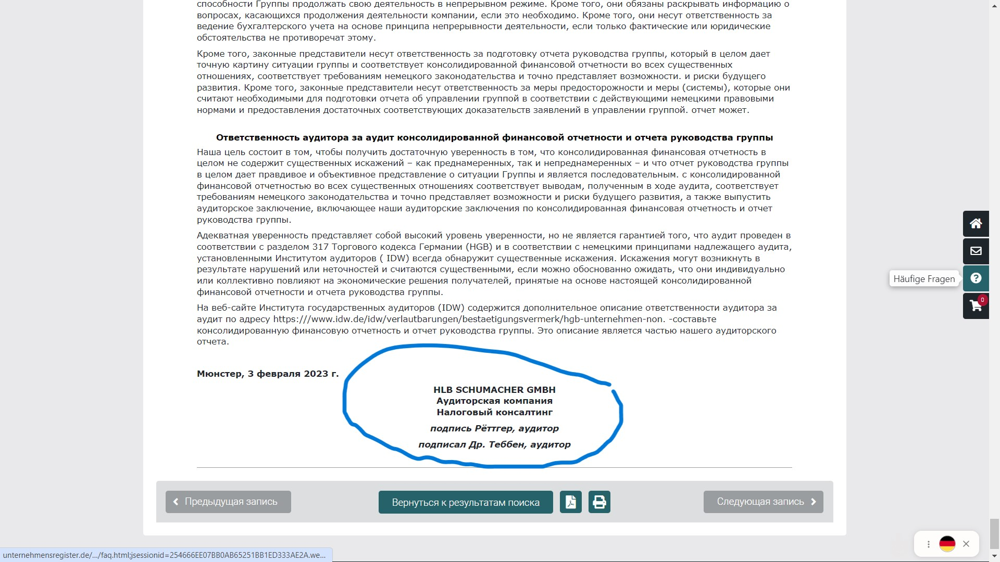 способности Группы продолжать свою деятельность в непрерывном режиме. Кроме того, они обязаны раскрывать информацию о
вопросах, касающихся продолжения деятельности компании, если это необходимо. Кроме того, они несут ответственность за
ведение бухгалтерского учета на основе принципа непрерывности деятельности, если только фактические или юридические
обстоятельства не противоречат этому.
Кроме того, законные представители несут ответственность за подготовку отчета руководства группы, который в целом дает
точную картину ситуации группы и соответствует консолидированной финансовой отчетности во всех существенных
отношениях, соответствует требованиям немецкого законодательства и точно представляет возможности. и риски будущего
развития. Кроме того, законные представители несут ответственность за меры предосторожности и меры (системы), которые они
считают необходимыми для подготовки отчета об управлении группой в соответствии с действующими немецкими правовыми
нормами и предоставления достаточных соответствующих доказательств заявлений в управлении группой. отчет может.
Ответственность аудитора за аудит консолидированной финансовой отчетности и отчета руководства группы
Наша цель состоит в том, чтобы получить достаточную уверенность в том, что консолидированная финансовая отчетность в
целом не содержит существенных искажений – как преднамеренных, так и непреднамеренных – и что отчет руководства группы
в целом дает правдивое и объективное представление о ситуации Группы и является последовательным. с консолидированной
финансовой отчетностью во всех существенных отношениях соответствует выводам, полученным в ходе аудита, соответствует
требованиям немецкого законодательства и точно представляет возможности и риски будущего развития, а также выпустить
аудиторское заключение, включающее наши аудиторские заключения по консолидированная финансовая отчетность и отчет
руководства группы.
Адекватная уверенность представляет собой высокий уровень уверенности, но не является гарантией того, что аудит проведен в
соответствии с разделом 317 Торгового кодекса Германии (HGB) и в соответствии с немецкими принципами надлежащего аудита,
установленными Институтом аудиторов ( IDW) всегда обнаружит существенные искажения. Искажения могут возникнуть в
результате нарушений или неточностей и считаются существенными, если можно обоснованно ожидать, что они индивидуально
или коллективно повлияют на экономические решения получателей, принятые на основе настоящей консолидированной
финансовой отчетности и отчета руководства группы.
На веб-сайте Института государственных аудиторов (IDW) содержится дополнительное описание ответственности аудитора за
аудит по адресу https:///www.idw.de/idw/verlautbarungen/bestaetigungsvermerk/hgb-unternehmen-non. -составьте
консолидированную финансовую отчетность и отчет руководства группы. Это описание является частью нашего аудиторского
отчета.
Мюнстер, 3 февраля 2023 г.
HLB SCHUMACHER GMBH
Аудиторская компания
Налоговый консалтинг
подпись Рёттгер, аудитор
подписал Др. Теббен, аудитор
Предыдущая запись
Вернуться к результатам поиска
Следующая запись
Häufige Fragen
0
unternehmensregister.de/.../faq.html;jsessionid=254666EE07BB0AB65251BB1ED333AE2A.we...